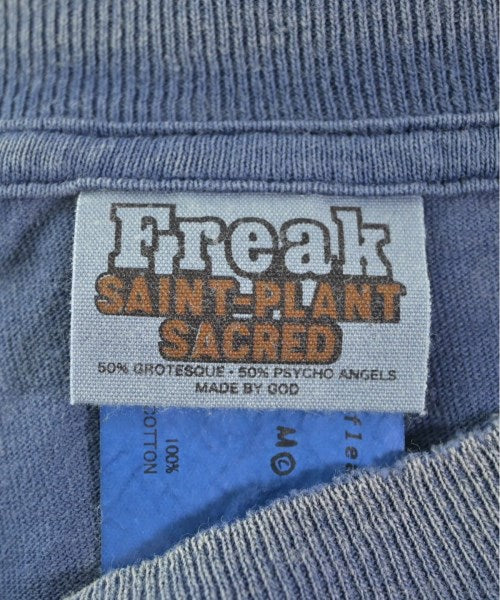 Freak
SAINT-PLANT
SACRED
50% GROTESQUE • 50% PSYCHO ANGELS
MADE BY GOD
100%
COTTON
M